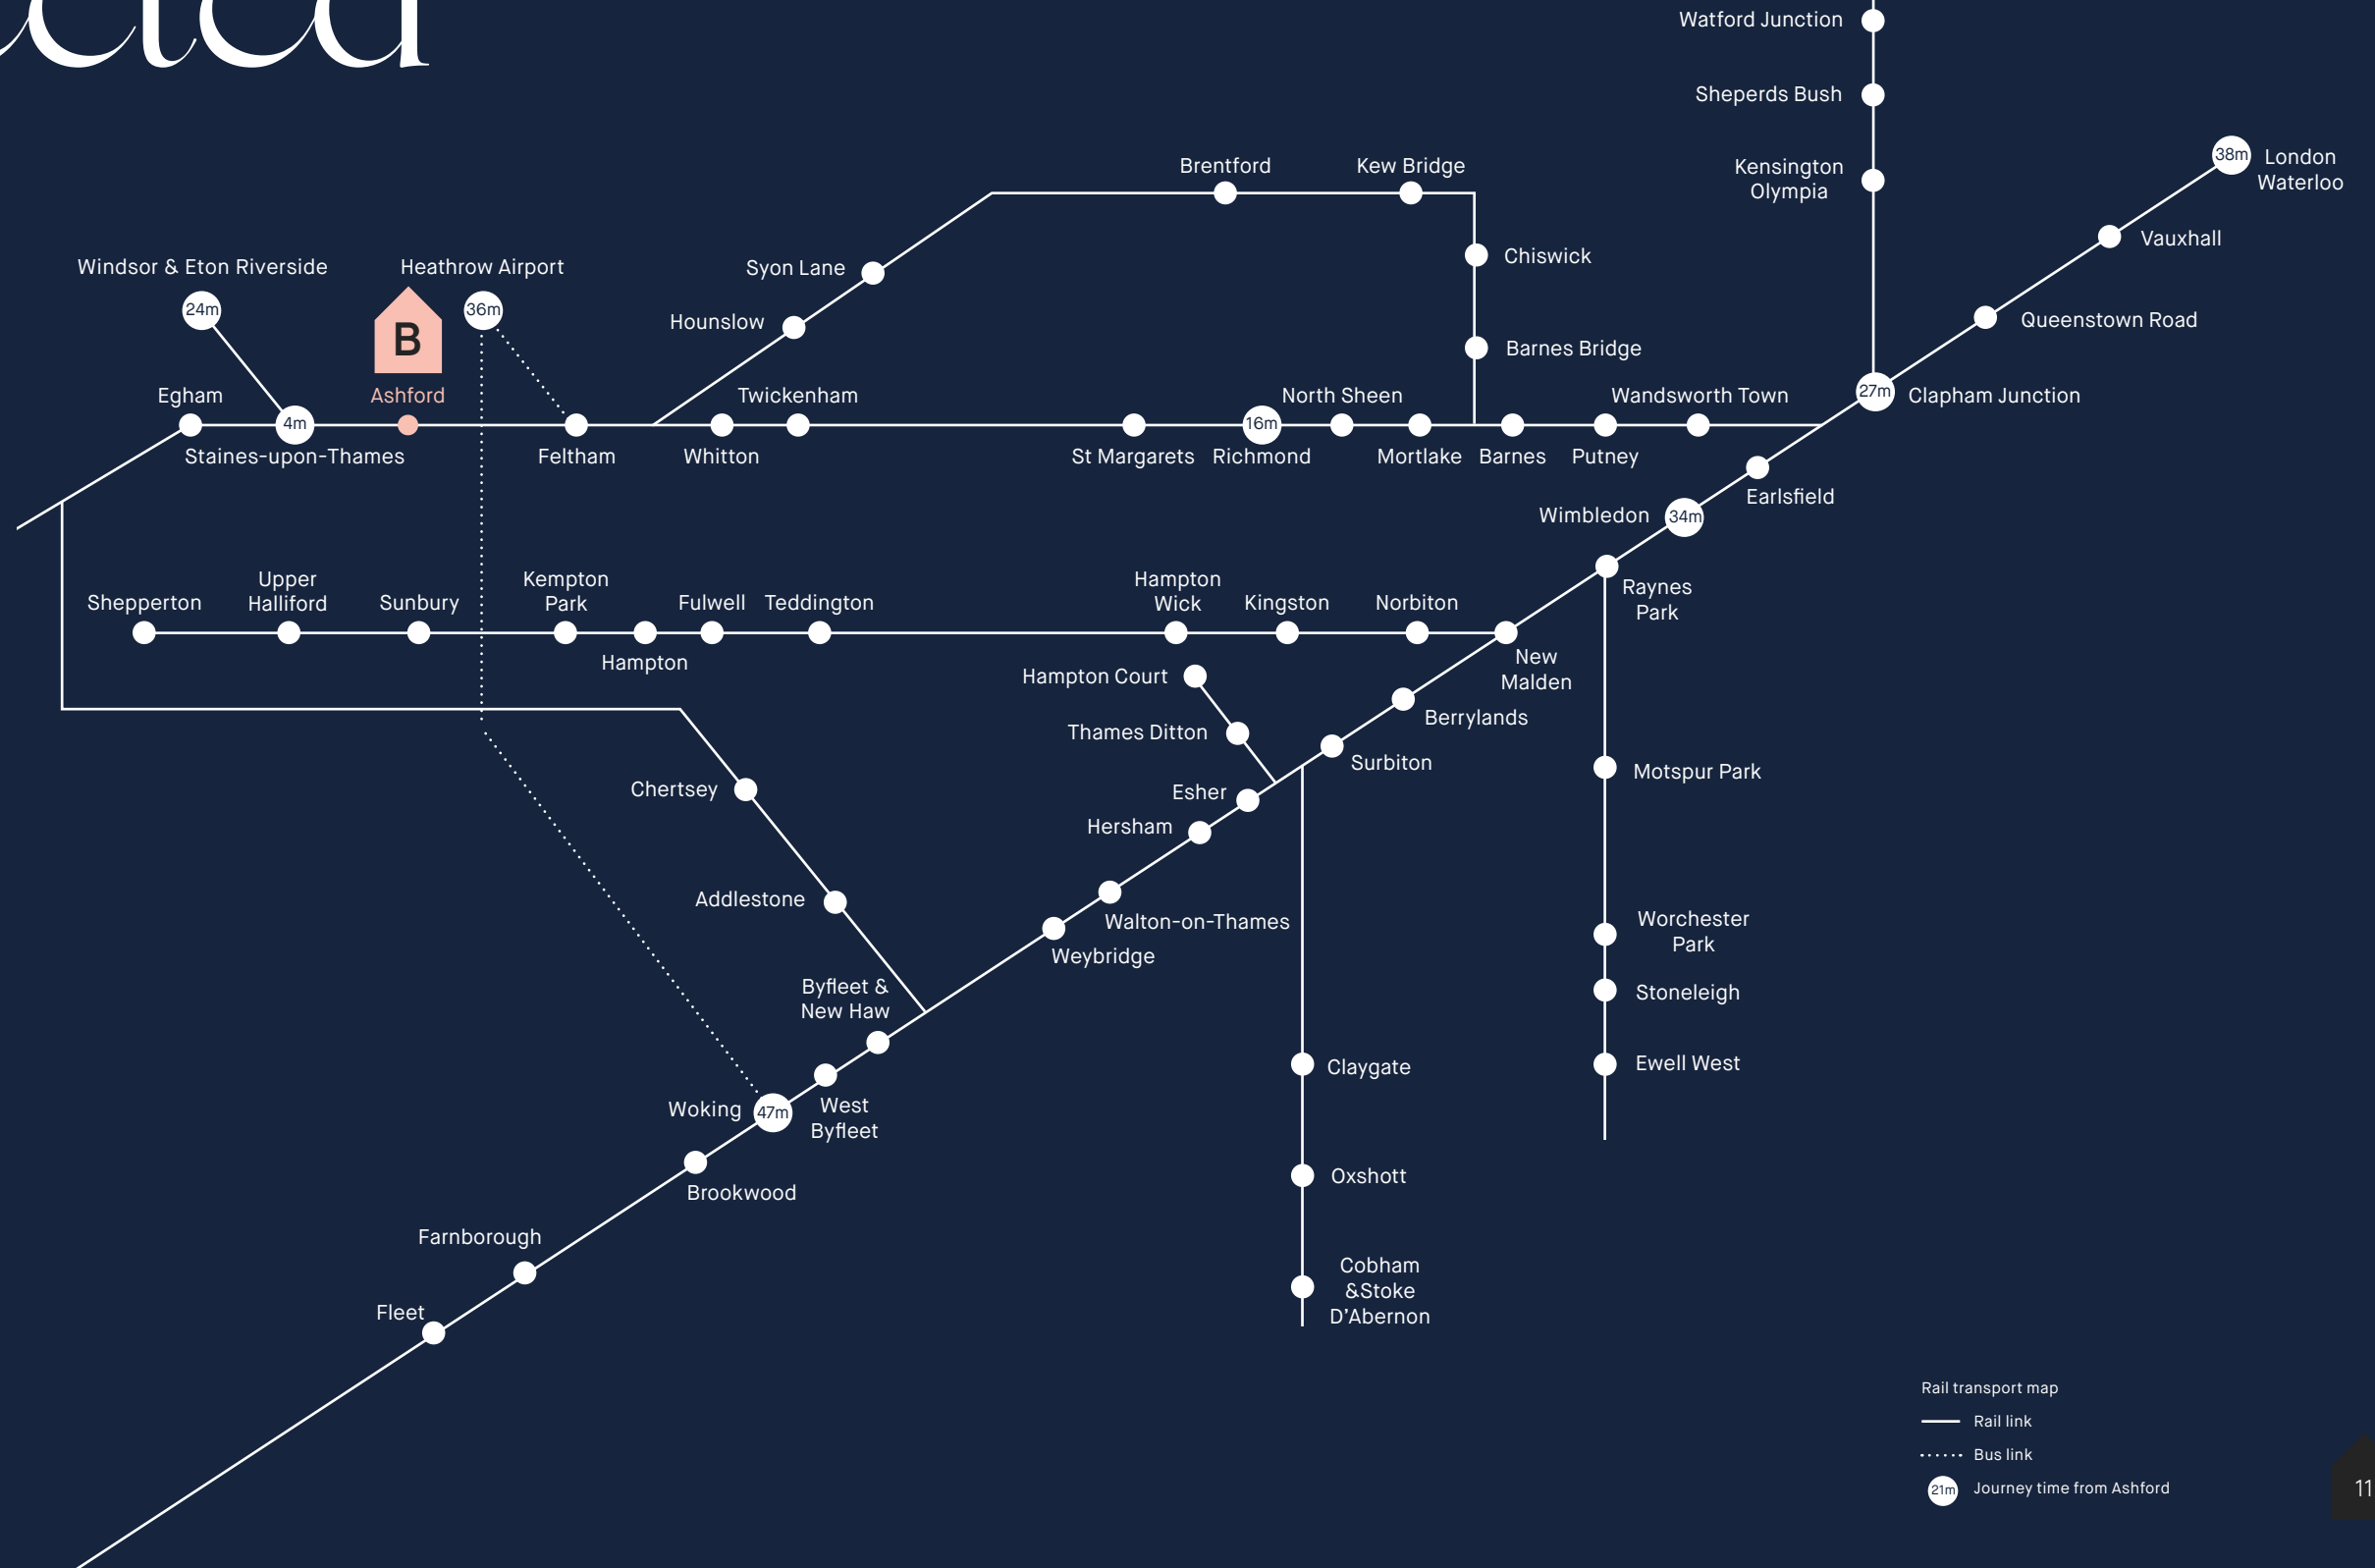 Watford Junction
Sheperds Bush
Kensington
Olympia
38m
London
Waterloo
Vauxhall
Queenstown Road
27m
Clapham Junction
Brentford
Kew Bridge
Syon Lane
Chiswick
Hounslow
Barnes Bridge
Windsor & Eton Riverside
24m
Heathrow Airport
36m
B
Egham
4m
Staines-upon-Thames
Ashford
Feltham
Whitton
Twickenham
St Margarets
16m
Richmond
North Sheen
Mortlake
Barnes
Putney
Wandsworth Town
Earlsfield
Wimbledon
34m
Raynes
Park
Shepperton
Upper
Halliford
Sunbury
Kempton
Park
Hampton
Fulwell
Teddington
Hampton
Wick
Kingston
Norbiton
New
Malden
Hampton Court
Thames Ditton
Berrylands
Surbiton
Esher
Hersham
Walton-on-Thames
Weybridge
Chertsey
Addlestone
Byfleet &
New Haw
West
Byfleet
Woking
47m
Brookwood
Farnborough
Fleet
Motspur Park
Worchester
Park
Stoneleigh
Ewell West
Claygate
Oxshott
Cobham
&Stoke
D'Abernon
Rail transport map
Rail link
Bus link
21m
Journey time from Ashford
11